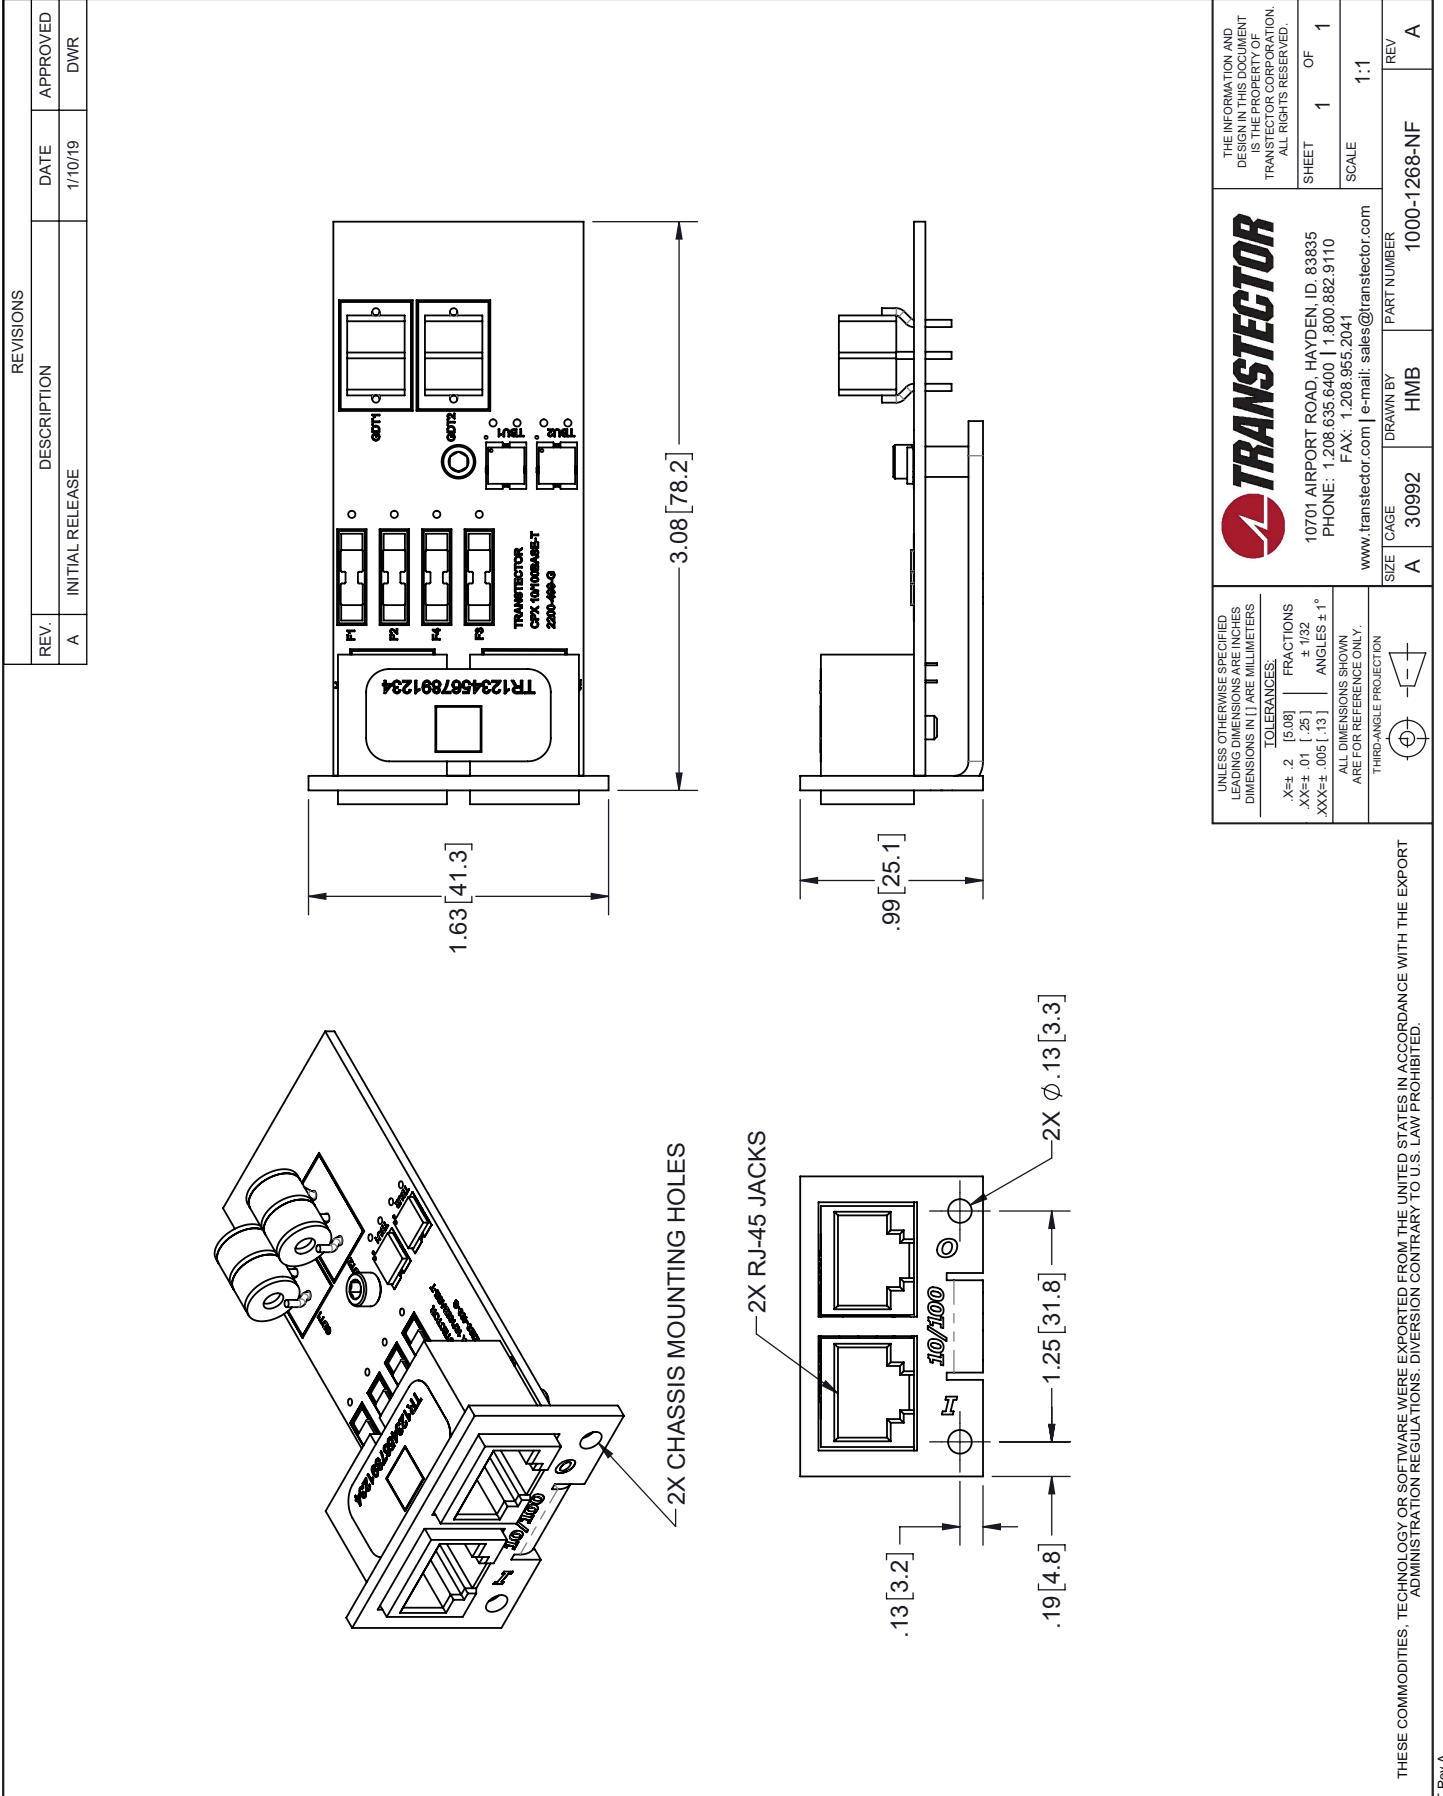 REVISIONS
REV. DESCRIPTION DATE APPROVED
A INITIAL RELEASE 1/10/19 DWR
GDT1
GDT2
TBU1
TBU2
F1
F2
F4
F3
TRANSTECTOR
CPX 10/100BASE-T
TR1234567891234
3.08 [78.2]
1.63 [41.3]
.99 [25.1]
TR1234567891234
GDT1
I
10/100
O
2X CHASSIS MOUNTING HOLES
2X RJ-45 JACKS
I
10/100
O
2X Ø .13 [3.3]
1.25 [31.8]
.13 [3.2]
.19 [4.8]
THESE COMMODITIES, TECHNOLOGY OR SOFTWARE WERE EXPORTED FROM THE UNITED STATES IN ACCORDANCE WITH THE EXPORT
ADMINISTRATION REGULATIONS. DIVERSION CONTRARY TO U.S. LAW PROHIBITED.
UNLESS OTHERWISE SPECIFIED
LEADING DIMENSIONS ARE INCHES
DIMENSIONS IN [ ] ARE MILLIMETERS
TOLERANCES:
.X=± .2 [5.08] FRACTIONS
.XX=± .01 [ .25 ] ± 1/32
.XXX=± .005 [ .13 ] ANGLES ± 1°
ALL DIMENSIONS SHOWN
ARE FOR REFERENCE ONLY.
THIRD-ANGLE PROJECTION
TRANSTECTOR
10701 AIRPORT ROAD, HAYDEN, ID. 83835
PHONE: 1.208.635.6400 | 1.800.882.9110
FAX: 1.208.955.2041
www.transtector.com | e-mail: sales@transtector.com
THE INFORMATION AND
DESIGN IN THIS DOCUMENT
IS THE PROPERTY OF
TRANSTECTOR CORPORATION.
ALL RIGHTS RESERVED.
SHEET 1 OF 1
SCALE 1:1
SIZE CAGE DRAWN BY PART NUMBER REV
A 30992 HMB 1000-1268-NF A
Rev A